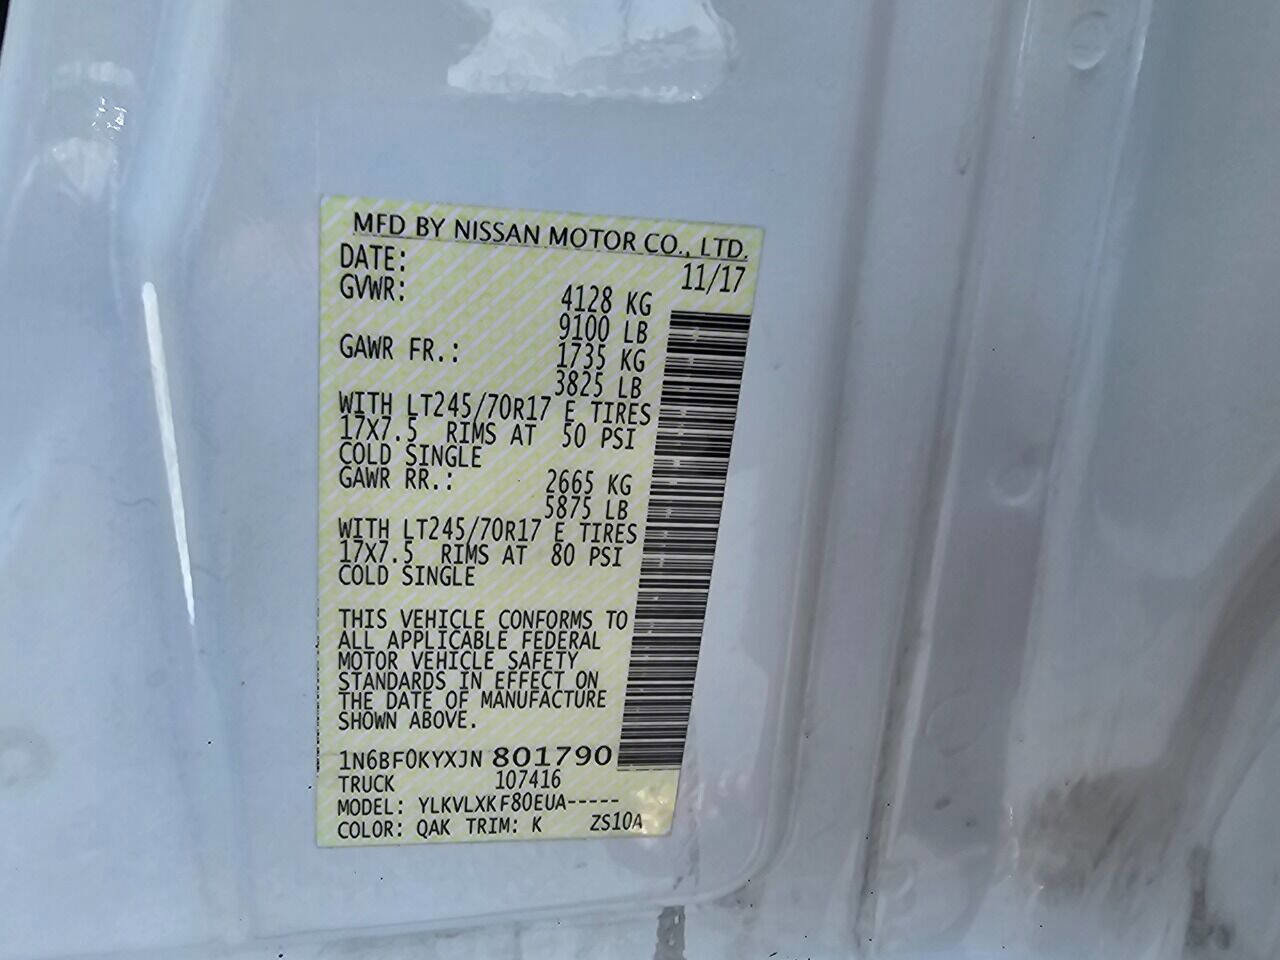 MFD BY NISSAN MOTOR CO., LTD.
DATE: 11/17
GVWR: 4128 KG
9100 LB
GAWR FR.: 1735 KG
3825 LB
WITH LT245/70R17 E TIRES
17X7.5 RIMS AT 50 PSI
COLD SINGLE
GAWR RR.: 2665 KG
5875 LB
WITH LT245/70R17 E TIRES
17X7.5 RIMS AT 80 PSI
COLD SINGLE
THIS VEHICLE CONFORMS TO
ALL APPLICABLE FEDERAL
MOTOR VEHICLE SAFETY
STANDARDS IN EFFECT ON
THE DATE OF MANUFACTURE
SHOWN ABOVE.
1N6BF0KYXJN 801790
TRUCK 107416
MODEL: YLKVLXKF80EUA-----
COLOR: QAK TRIM: K ZS10A